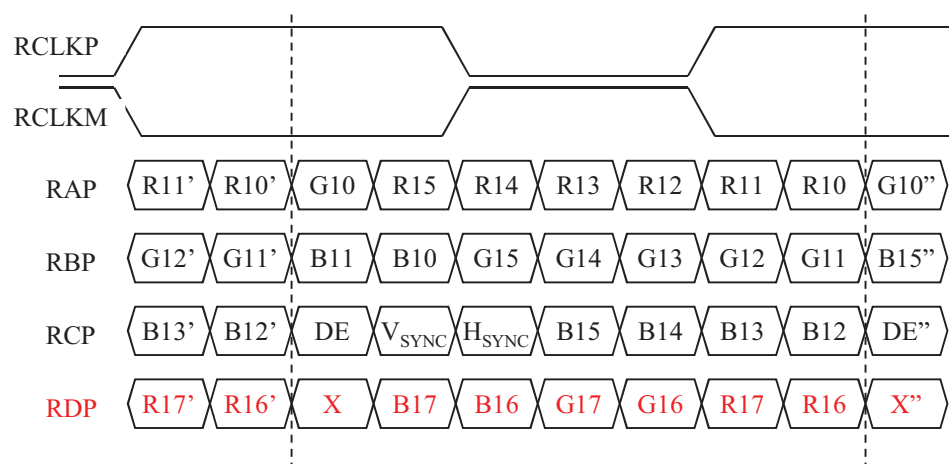 RCLKP
RCLKM
RAP R11’ R10’ G10 R15 R14 R13 R12 R11 R10 G10”
RBP G12’ G11’ B11 B10 G15 G14 G13 G12 G11 B15”
RCP B13’ B12’ DE VSYNC HSYNC B15 B14 B13 B12 DE”
RDP R17’ R16’ X B17 B16 G17 G16 R17 R16 X”